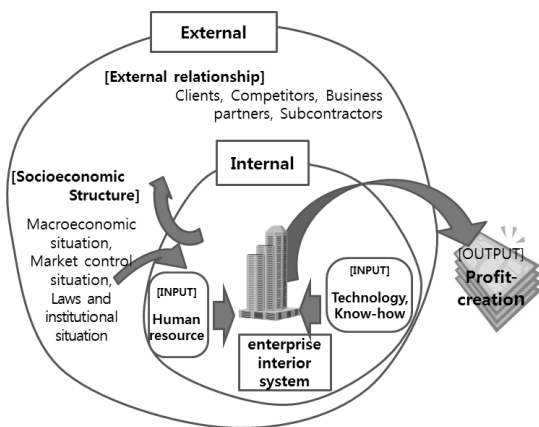 External
[External relationship]
Clients, Competitors, Business
partners, Subcontractors
Internal
[Socioeconomic
Structure]
Macroeconomic
situation,
Market control
situation,
Laws and
institutional
situation
[INPUT]
Human
resource
[INPUT]
Technology,
Know-how
enterprise
interior
system
[OUTPUT]
Profit-
creation